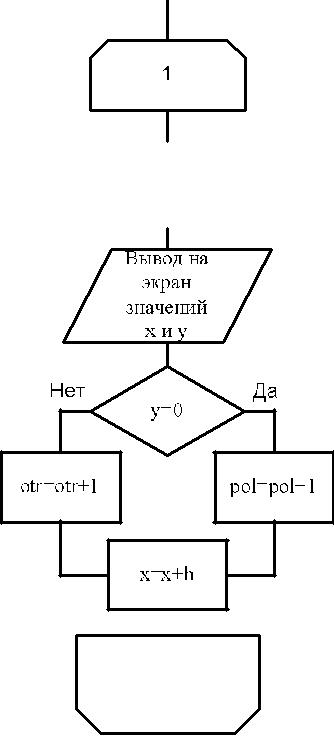 1
Вывод на
экран
значений
x и y
Нет
Да
y=0
otr=otr+1
pol=pol−1
x=x+h